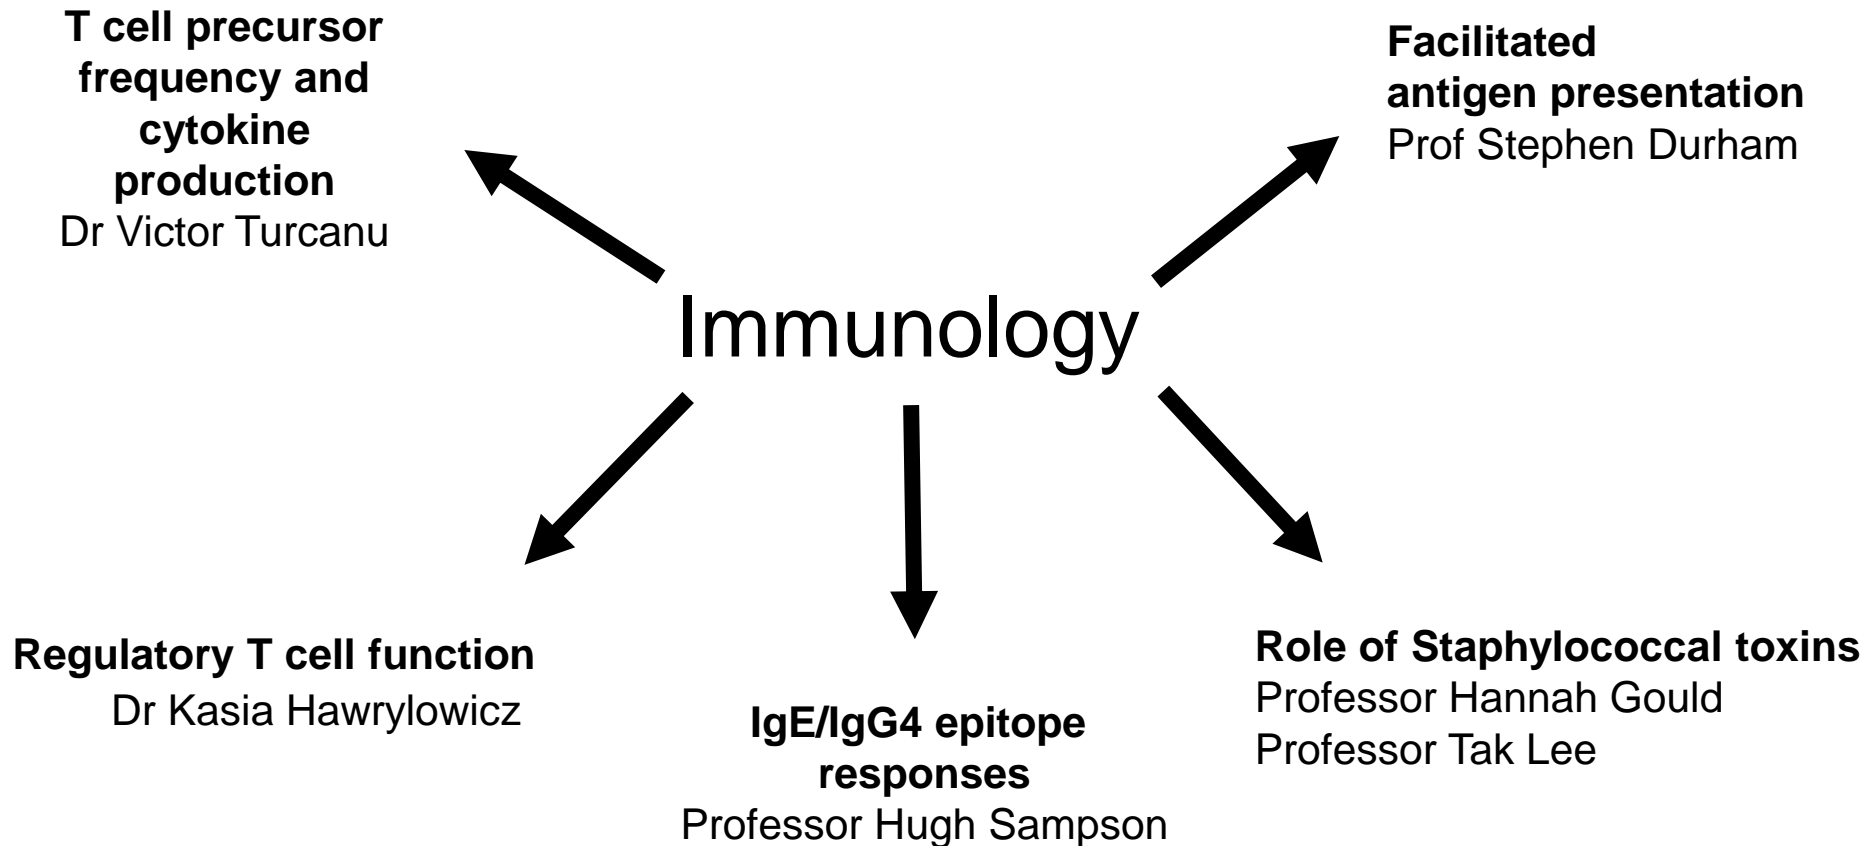 T cell precursor
frequency and
cytokine
production
Dr Victor Turcanu
Facilitated
antigen presentation
Prof Stephen Durham
Immunology
Regulatory T cell function
Dr Kasia Hawrylowicz
IgE/IgG4 epitope
responses
Professor Hugh Sampson
Role of Staphylococcal toxins
Professor Hannah Gould
Professor Tak Lee